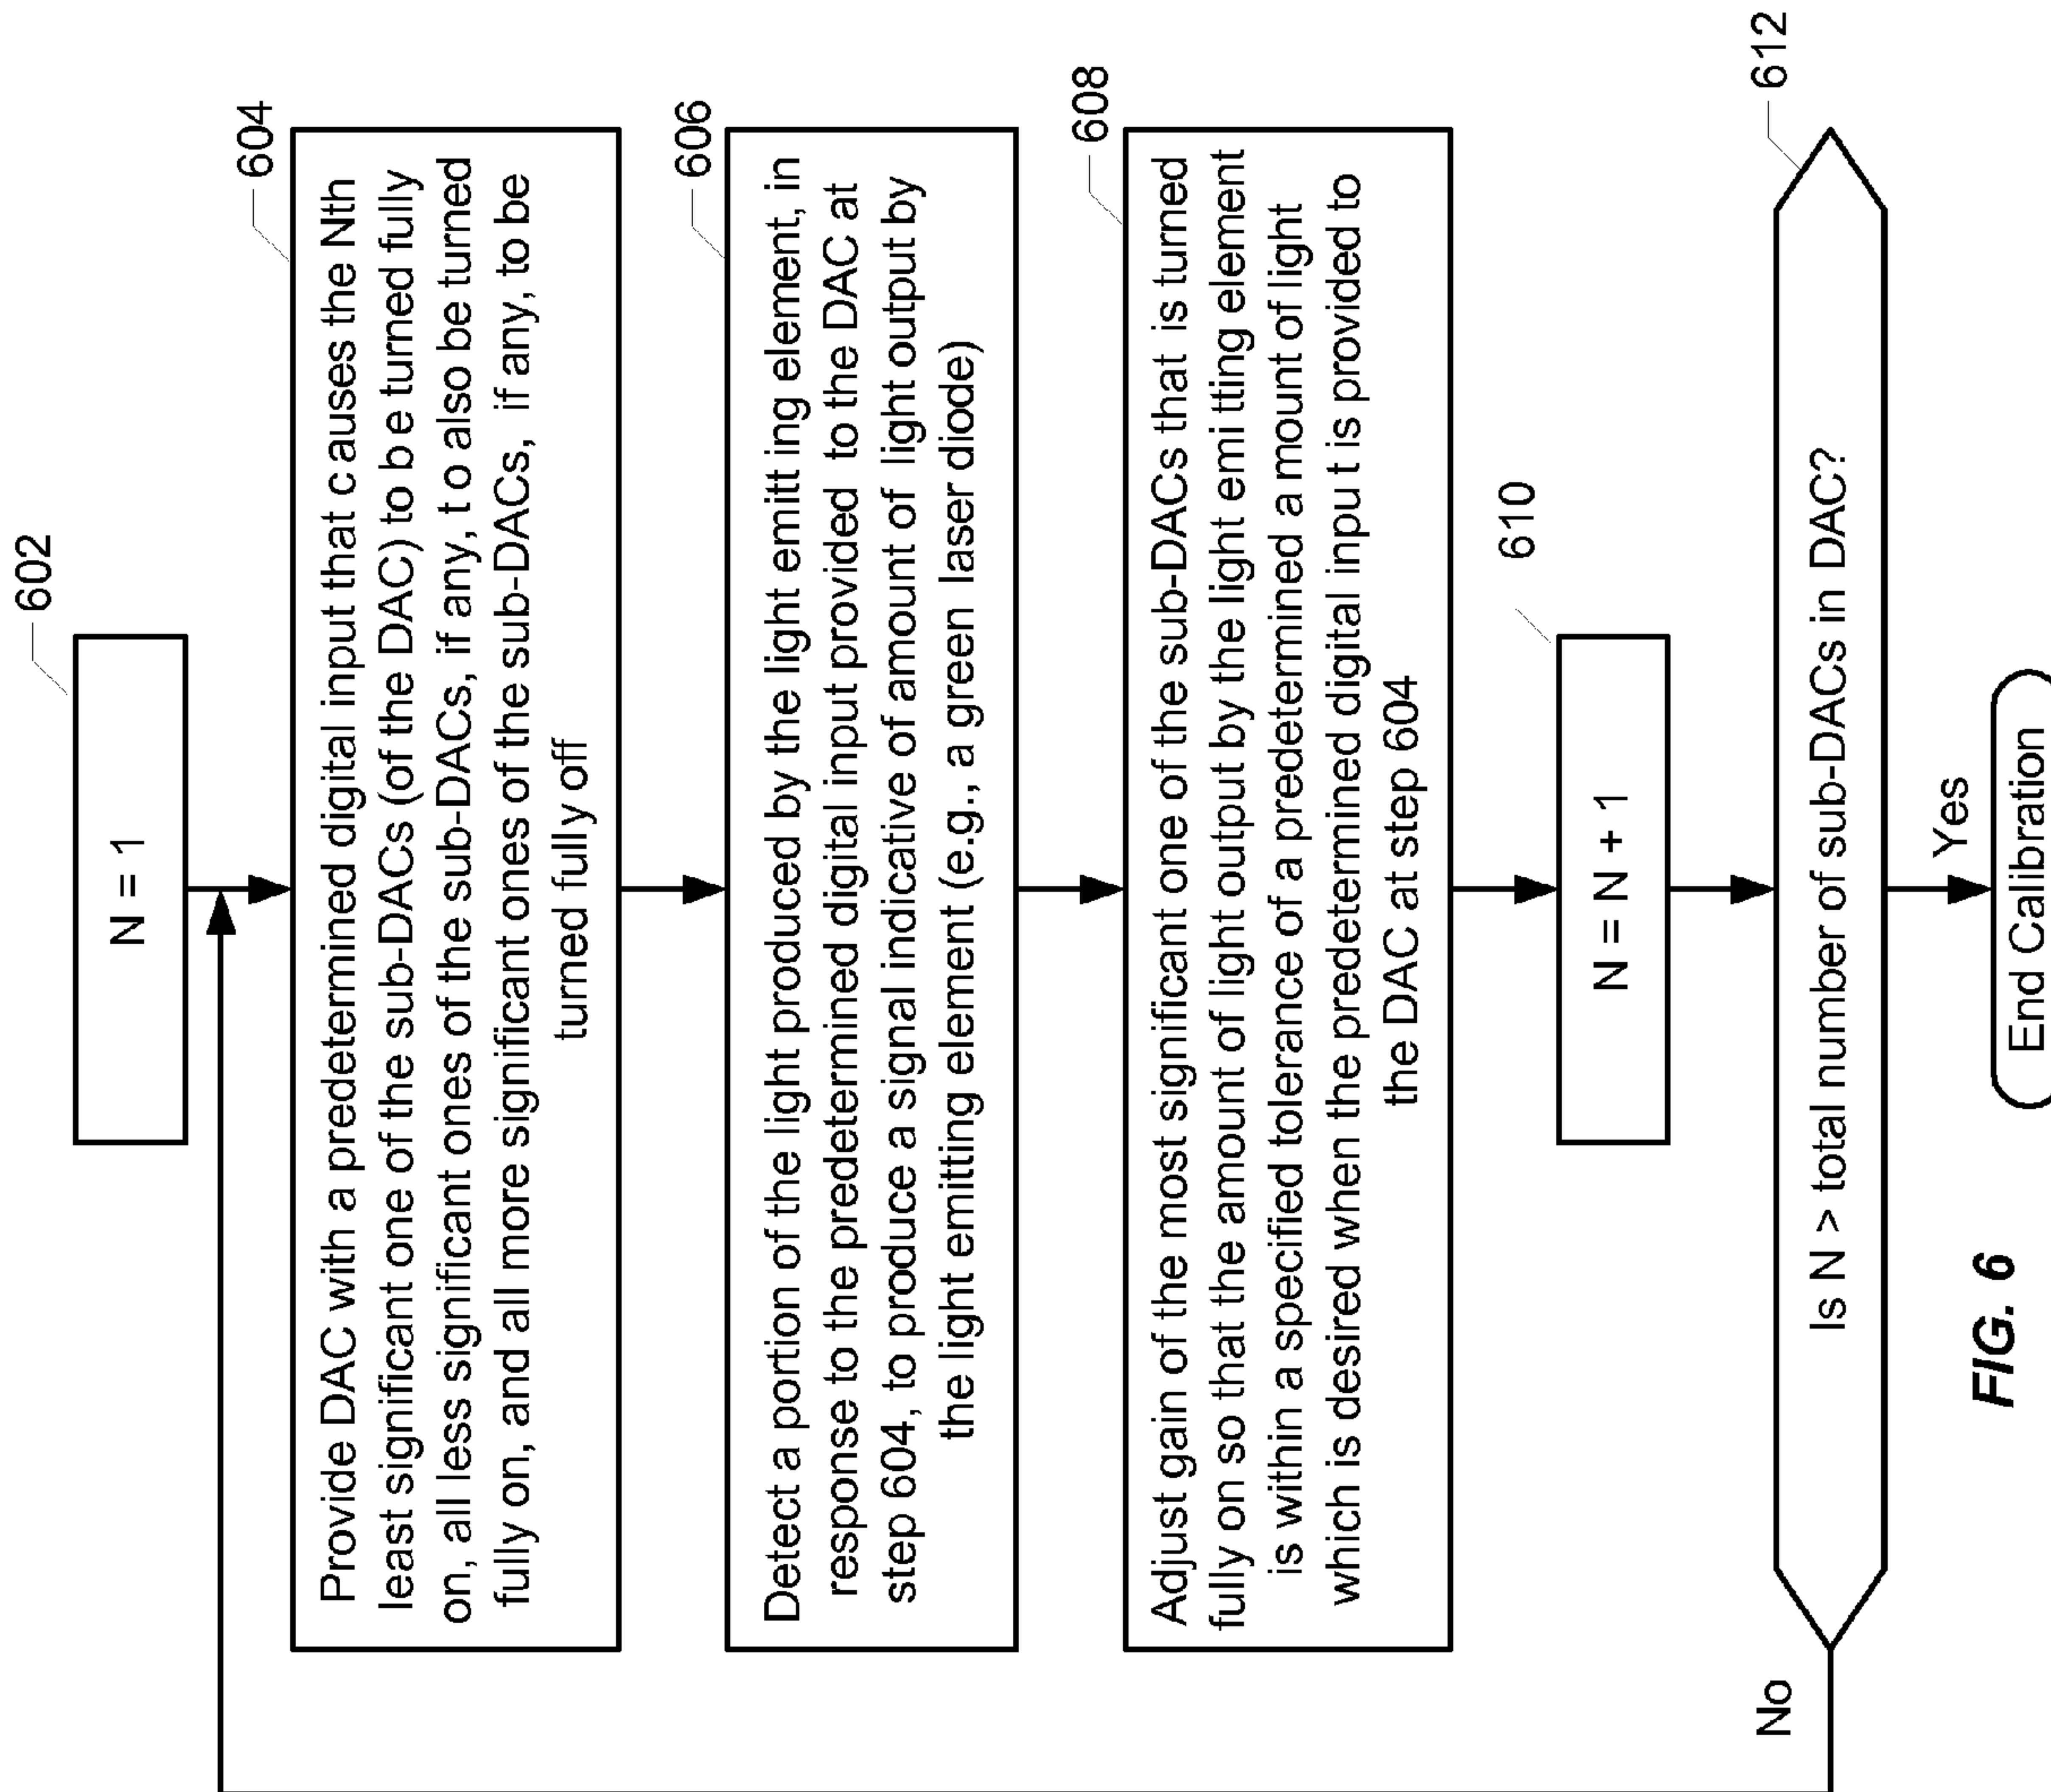 602
N = 1
604
Provide DAC with a predetermined digital input that causes the Nth
least significant one of the sub-DACs (of the DAC) to be turned fully
on, all less significant ones of the sub-DACs, if any, t o also be turned
fully on, and all more significant ones of the sub-DACs, if any, to be
turned fully off
606
Detect a portion of the light produced by the light emitt ing element, in
response to the predetermined digital input provided to the DAC at
step 604, to produce a signal indicative of amount of light output by
the light emitting element (e.g., a green laser diode)
608
Adjust gain of the most significant one of the sub-DACs that is turned
fully on so that the amount of light output by the light emi tting element
is within a specified tolerance of a predetermined a mount of light
which is desired when the predetermined digital inpu t is provided to
the DAC at step 604
610
N = N + 1
612
Is N > total number of sub-DACs in DAC?
No
Yes
End Calibration
FIG. 6